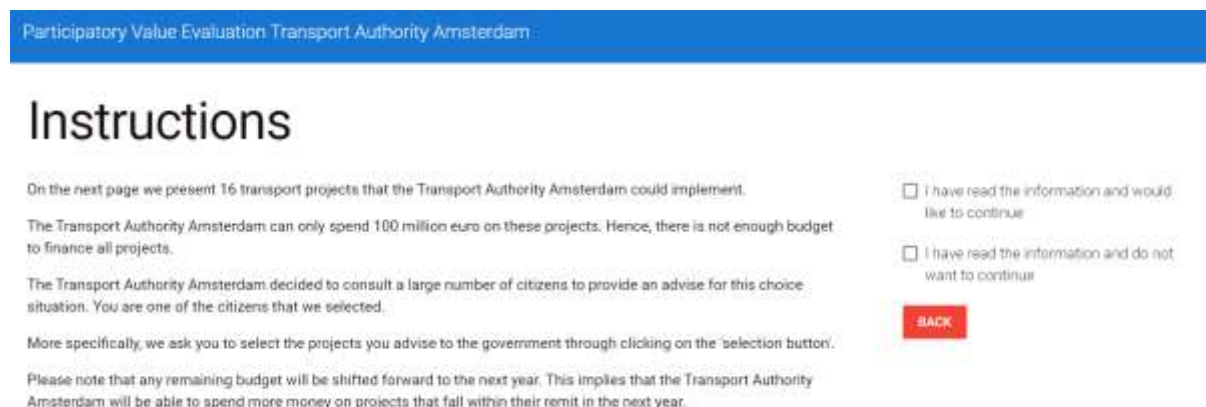 Participatory Value Evaluation Transport Authority Amsterdam
Instructions
On the next page we present 16 transport projects that the Transport Authority Amsterdam could implement.
The Transport Authority Amsterdam can only spend 100 million euro on these projects. Hence, there is not enough budget
to finance all projects.
The Transport Authority Amsterdam decided to consult a large number of citizens to provide an advise for this choice
situation. You are one of the citizens that we selected.
More specifically, we ask you to select the projects you advise to the government through clicking on the 'selection button'.
Please note that any remaining budget will be shifted forward to the next year. This implies that the Transport Authority
Amsterdam will be able to spend more money on projects that fall within their remit in the next year.
I have read the information and would
like to continue
I have read the information and do not
want to continue
BACK